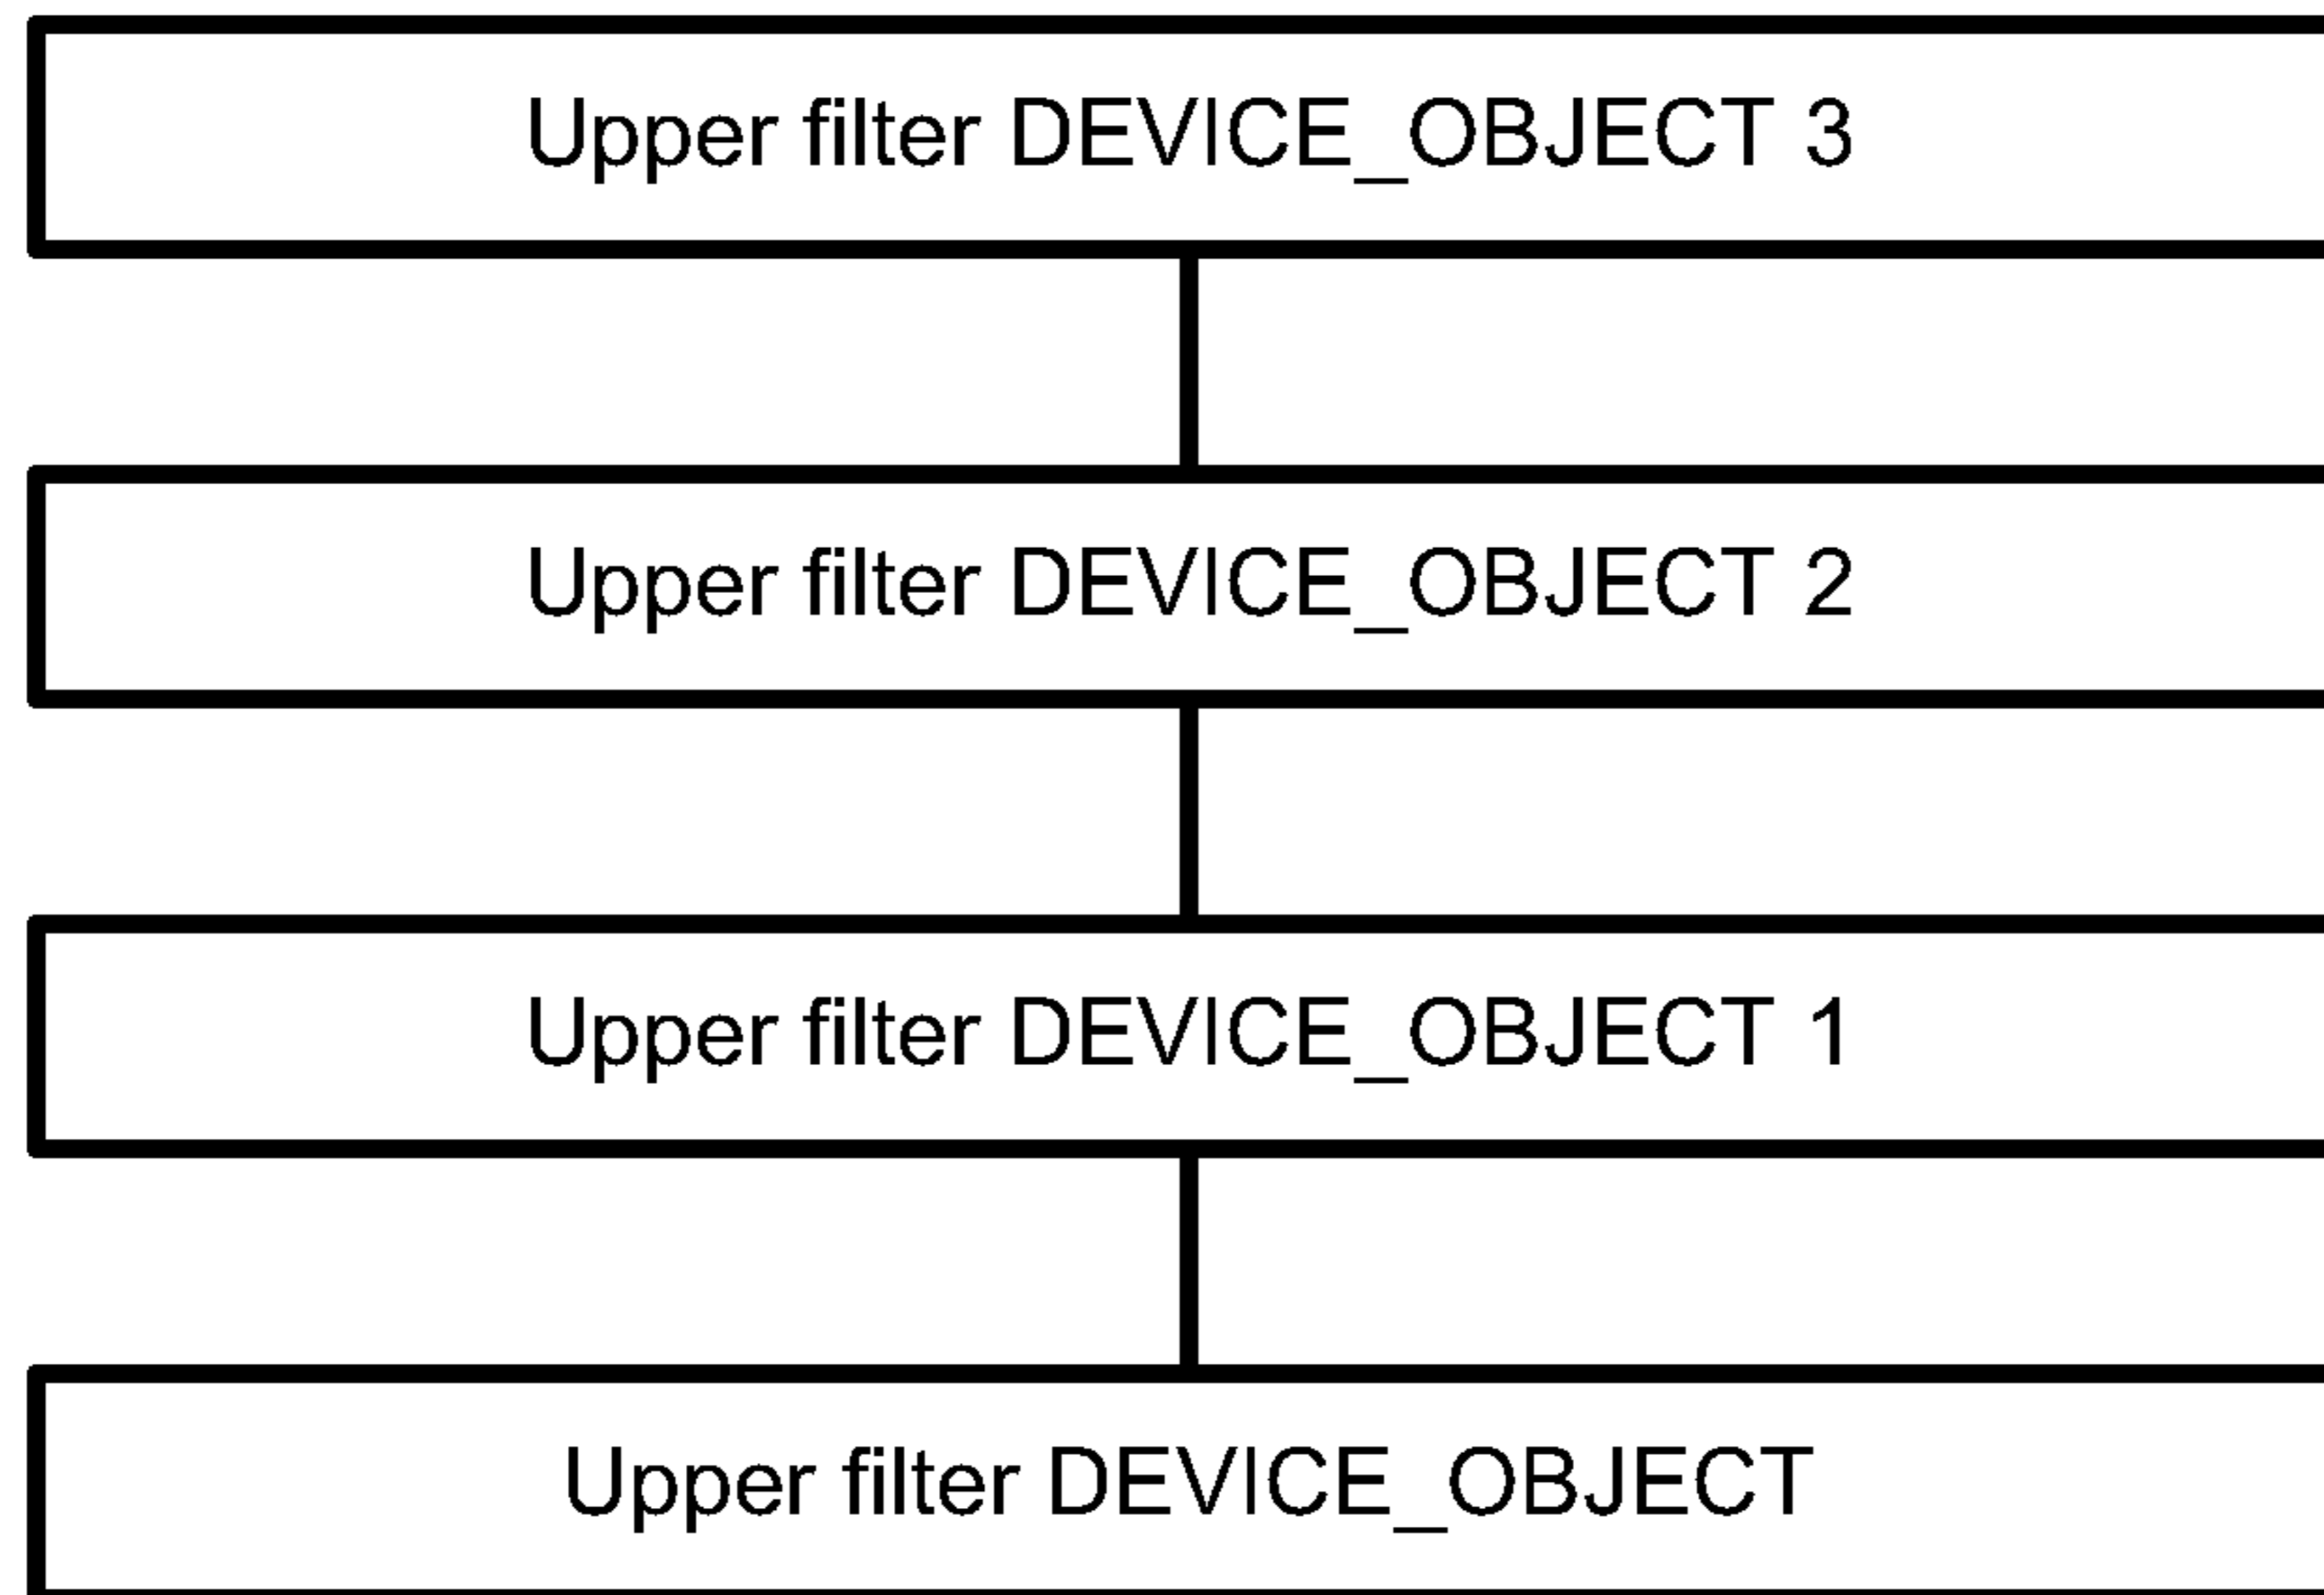 Upper filter DEVICE_OBJECT 3
Upper filter DEVICE_OBJECT 2
Upper filter DEVICE_OBJECT 1
Upper filter DEVICE_OBJECT